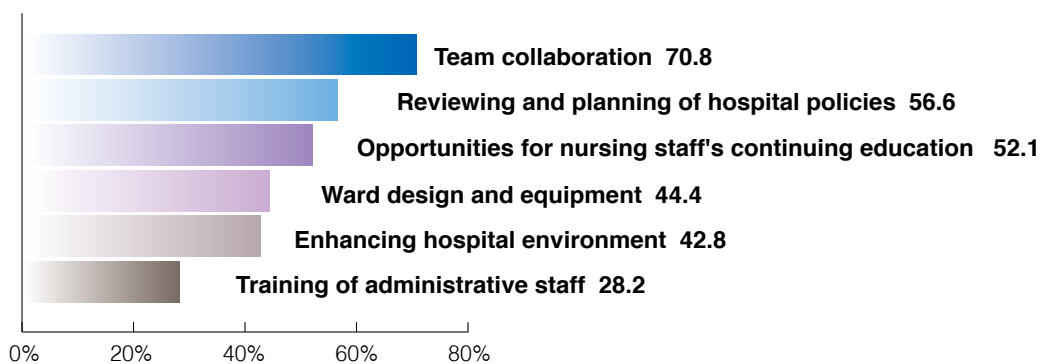 Team collaboration 70.8
Reviewing and planning of hospital policies 56.6
Opportunities for nursing staff's continuing education 52.1
Ward design and equipment 44.4
Enhancing hospital environment 42.8
Training of administrative staff 28.2
0% 20% 40% 60% 80%